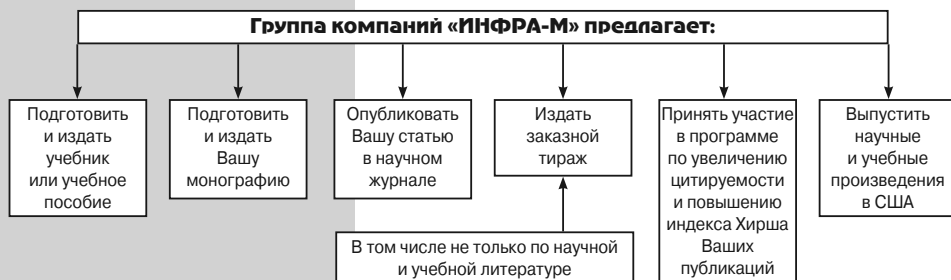 Группа компаний «ИНФРА-М» предлагает:
Подготовить
и издать
учебник
или учебное
пособие
Подготовить
и издать
Вашу
монографию
Опубликовать
Вашу статью
в научном
журнале
Издать
заказной
тираж
Принять участие
в программе
по увеличению
цитируемости
и повышению
индекса Хирша
Ваших
публикаций
Выпустить
научные
и учебные
произведения
в США
В том числе не только по научной
и учебной литературе